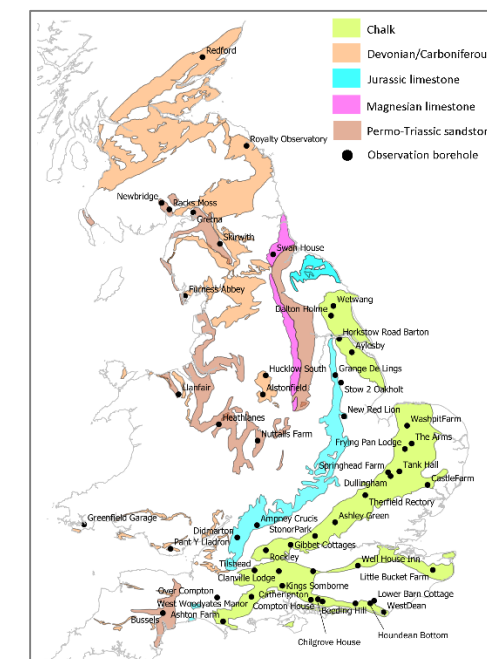 Chalk
Devonian/Carboniferou
Jurassic limestone
Magnesian limestone
Permo-Triassic sandston
Observation borehole
Redford
Royalty Observatory
Newbridge
Racks Moss
Gretna
Skirwith
Swan House
Furness Abbey
Wetwang
Dalton Holme
Horkstow Road Barton
Aylesby
Hucklow South
Grange De Lings
Stow 2 Oakholt
Llanfair
Alstonfield
New Red Lion
Heathlanes
Nuttalls Farm
WashpitFarm
Frying Pan Lodge
The Arms
Springhead Farm
Tank Hall
Dullingham
CastleFarm
Therfield Rectory
Greenfield Garage
Ampney Crucis
Ashley Green
Didmarton
StonorPark
Pant Y Lladron
Gibbet Cottages
Rockley
Well House Inn
Tilshead
Clanville Lodge
Little Bucket Farm
Over Compton
Kings Somborne
West Woodyates Manor
Catherington
Lower Barn Cottage
Ashton Farm
Compton House
Beeding Hill
WestDean
Bussels
Chilgrove House
Houndean Bottom